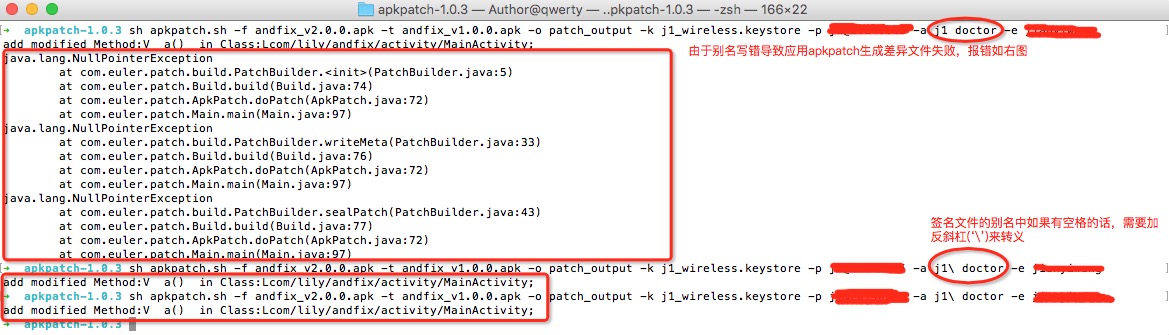 apkpatch-1.0.3 — Author@qwerty — ..pkpatch-1.0.3 — -zsh — 166×22
→ apkpatch-1.0.3 sh apkpatch.sh -f andfix_v2.0.0.apk -t andfix_v1.0.0.apk -o patch_output -k j1_wireless.keystore -p -a j1 doctor -e
add modified Method:V  a()  in Class:Lcom/lily/andfix/activity/MainActivity;
由于别名写错导致应用apkpatch生成差异文件失败，报错如右图
java.lang.NullPointerException
at com.euler.patch.build.PatchBuilder.<init>(PatchBuilder.java:5)
at com.euler.patch.Build.build(Build.java:74)
at com.euler.patch.ApkPatch.doPatch(ApkPatch.java:72)
at com.euler.patch.Main.main(Main.java:97)
java.lang.NullPointerException
at com.euler.patch.build.PatchBuilder.writeMeta(PatchBuilder.java:33)
at com.euler.patch.Build.build(Build.java:76)
at com.euler.patch.ApkPatch.doPatch(ApkPatch.java:72)
at com.euler.patch.Main.main(Main.java:97)
java.lang.NullPointerException
at com.euler.patch.build.PatchBuilder.sealPatch(PatchBuilder.java:43)
at com.euler.patch.Build.build(Build.java:77)
at com.euler.patch.ApkPatch.doPatch(ApkPatch.java:72)
at com.euler.patch.Main.main(Main.java:97)
签名文件的别名中如果有空格的话，需要加
反斜杠('\')来转义
→ apkpatch-1.0.3 sh apkpatch.sh -f andfix_v2.0.0.apk -t andfix_v1.0.0.apk -o patch_output -k j1_wireless.keystore -p -a j1\ doctor -e
add modified Method:V  a()  in Class:Lcom/lily/andfix/activity/MainActivity;
→ apkpatch-1.0.3 sh apkpatch.sh -f andfix_v2.0.0.apk -t andfix_v1.0.0.apk -o patch_output -k j1_wireless.keystore -p -a j1\ doctor -e
add modified Method:V  a()  in Class:Lcom/lily/andfix/activity/MainActivity;
→ apkpatch-1.0.3